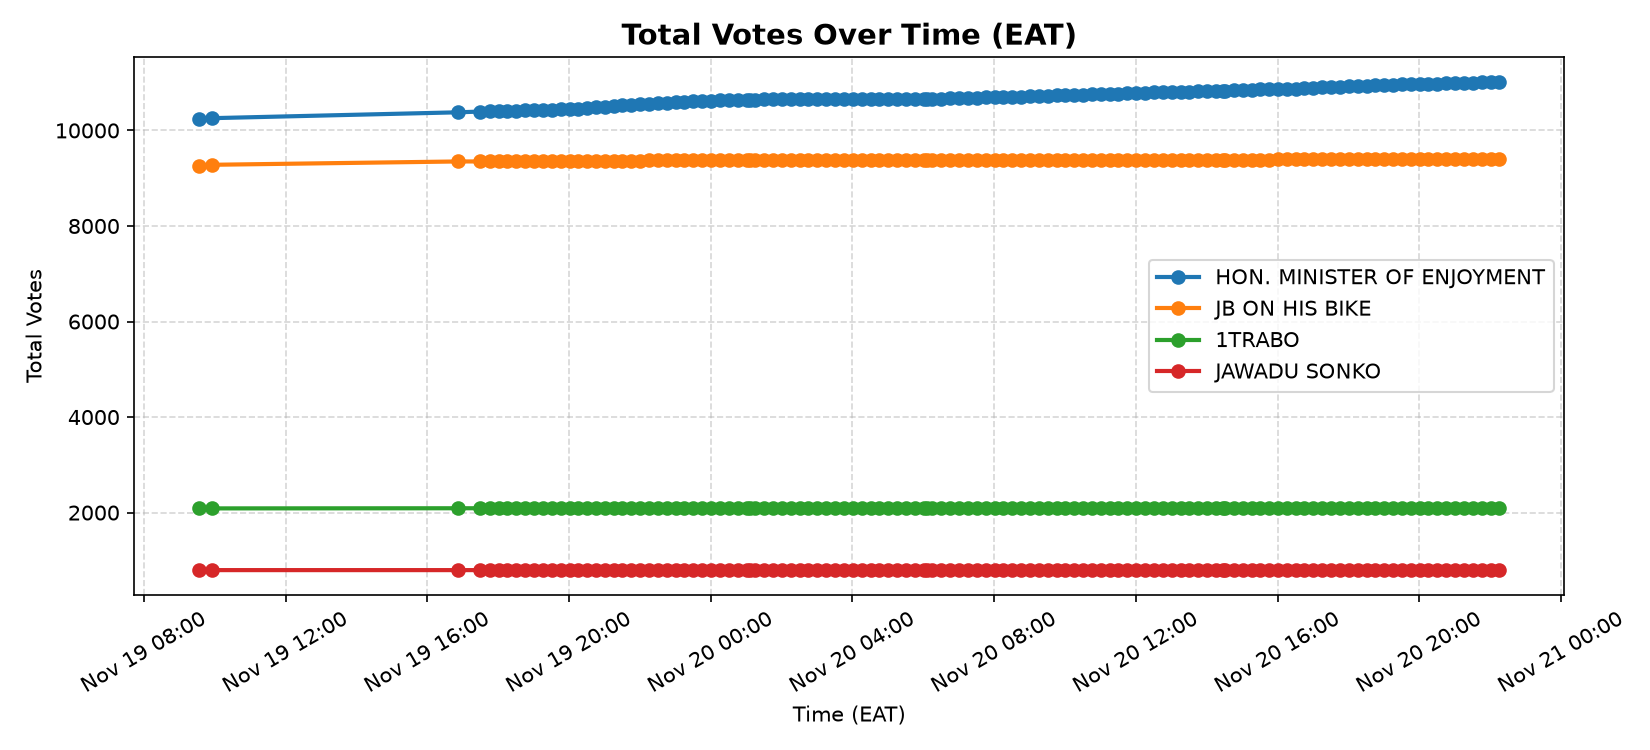 Total Votes Over Time (EAT)
Total Votes
10000
8000
6000
4000
2000
HON. MINISTER OF ENJOYMENT
JB ON HIS BIKE
1TRABO
JAWADU SONKO
Nov 19 08:00
Nov 19 12:00
Nov 19 16:00
Nov 19 20:00
Nov 20 00:00
Nov 20 04:00
Nov 20 08:00
Nov 20 12:00
Nov 20 16:00
Nov 20 20:00
Nov 21 00:00
Time (EAT)